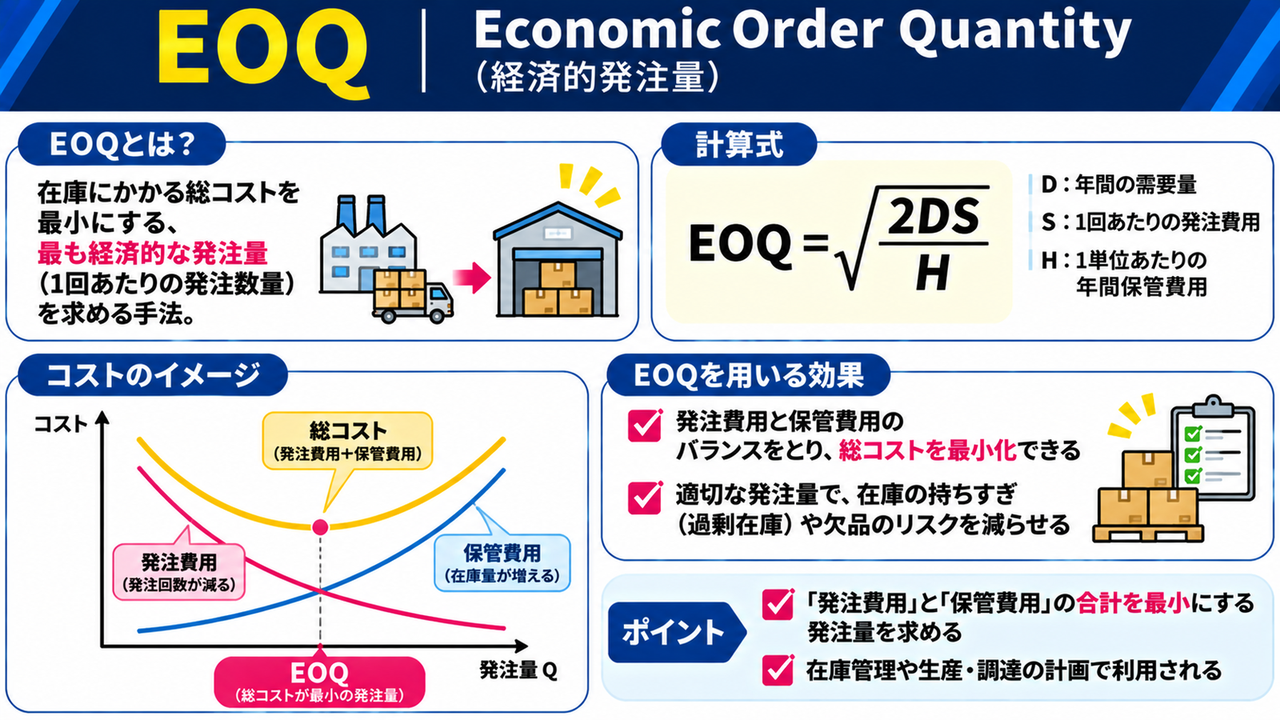 EOQ
Economic Order Quantity
（経済的発注量）
EOQとは？
在庫にかかる総コストを
最小にする、
最も経済的な発注量
（1回あたりの発注数量）
を求める手法。
計算式
EOQ = √(2DS/H)
D：年間の需要量
S：1回あたりの発注費用
H：1単位あたりの
年間保管費用
コストのイメージ
コスト
総コスト
（発注費用＋保管費用）
発注費用
（発注回数が減る）
保管費用
（在庫量が増える）
発注量 Q
EOQ
（総コストが最小の発注量）
EOQを用いる効果
発注費用と保管費用の
バランスをとり、総コストを最小化できる
適切な発注量で、在庫の持ちすぎ
（過剰在庫）や欠品のリスクを減らせる
ポイント
「発注費用」と「保管費用」の合計を最小にする
発注量を求める
在庫管理や生産・調達の計画で利用される